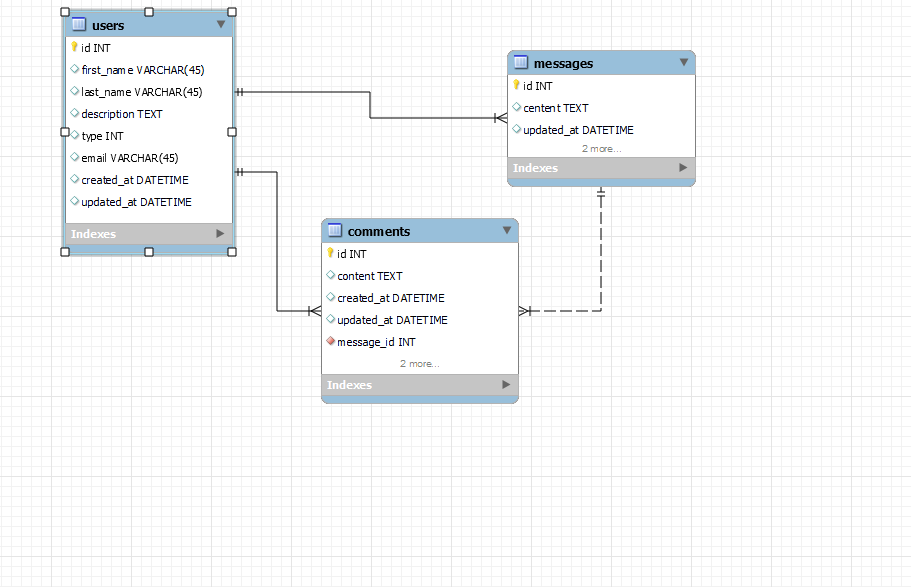 users
id INT
first_name VARCHAR(45)
last_name VARCHAR(45)
description TEXT
type INT
email VARCHAR(45)
created_at DATETIME
updated_at DATETIME
Indexes
messages
id INT
centent TEXT
updated_at DATETIME
2 more...
Indexes
comments
id INT
content TEXT
created_at DATETIME
updated_at DATETIME
message_id INT
2 more...
Indexes